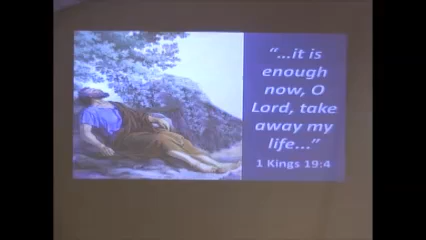 “...it is
enough
now, O
Lord, take
away my
life...”
1 Kings 19:4